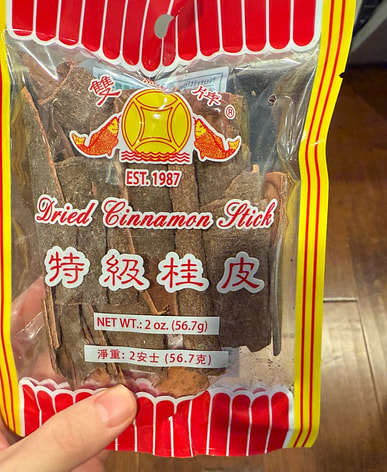 雙 牌®
EST. 1987
Dried Cinnamon Stick
特級桂皮
NET WT.: 2 oz. (56.7g)
淨重: 2安士 (56.7克)